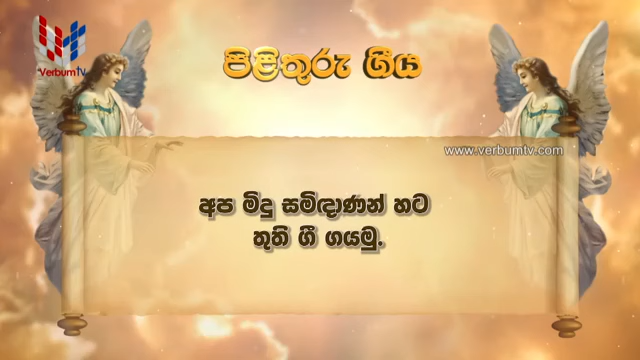 VerbumTV
පිළිතුරු ගීය
www.verbumtv.com
අප මිදු සමිඳාණන් හට
තුති ගී ගයමු.